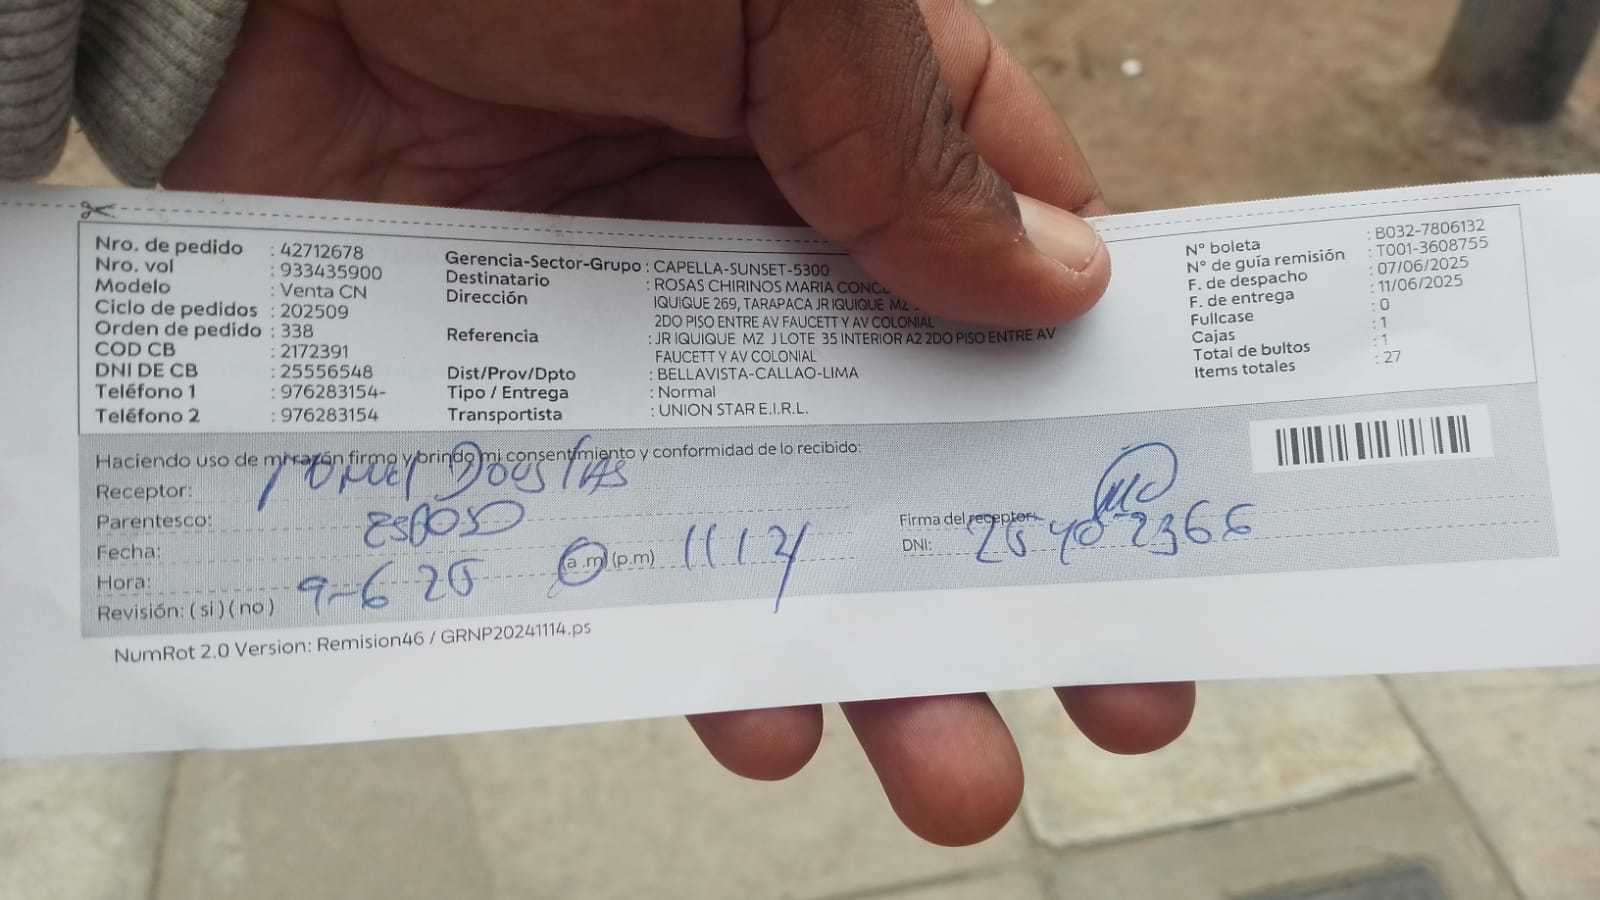 Nro. de pedido : 42712678
Nro. vol : 933435900
Modelo : Venta CN
Ciclo de pedidos : 202509
Orden de pedido : 338
COD CB : 2172391
DNI DE CB : 25556548
Teléfono 1 : 976283154-
Teléfono 2 : 976283154
Gerencia-Sector-Grupo : CAPELLA-SUNSET-5300
Destinatario : ROSAS CHIRINOS MARIA
Dirección IQUIQUE 269, TARAPACA JR IQUIQUE MZ
2DO PISO ENTRE AV FAUCETT Y AV COLONIAL
Referencia : JR IQUIQUE MZ J LOTE 35 INTERIOR A2 2DO PISO ENTRE AV
FAUCETT Y AV COLONIAL
Dist/Prov/Dpto : BELLAVISTA-CALLAO-LIMA
Tipo / Entrega : Normal
Transportista : UNION STAR E.I.R.L.
N° boleta : B032-7806132
N° de guía remisión : T001-3608755
F. de despacho : 07/06/2025
F. de entrega : 11/06/2025
Fullcase : 0
Cajas : 1
Total de bultos : 1
Items totales : 27
Haciendo uso de mi razón firmo y brindo mi consentimiento y conformidad de lo recibido:
Receptor:
Parentesco: ESPOSO
Fecha: 9-6 25
Hora: (a.m) (p.m)
Revisión: ( si ) ( no )
Firma del receptor:
DNI: 25402366
NumRot 2.0 Version: Remision46 / GRNP20241114.ps